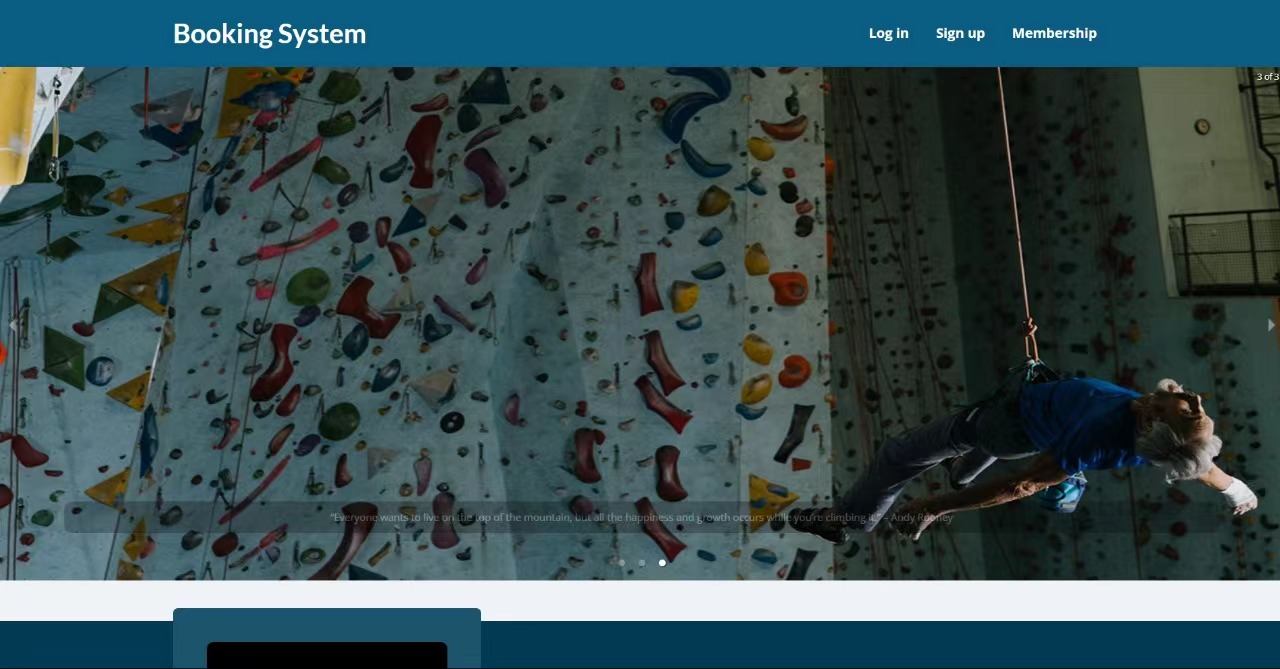 Booking System
Log in Sign up Membership
3 of 3
"Everyone wants to live on the top of the mountain, but all the happiness and growth occurs while you're climbing it." – Andy Rooney